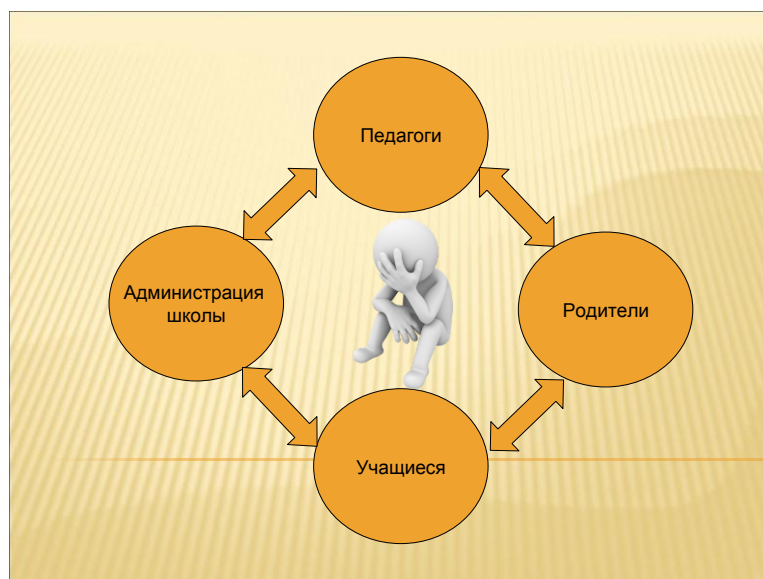 Педагоги
Администрация
школы
Родители
Учащиеся